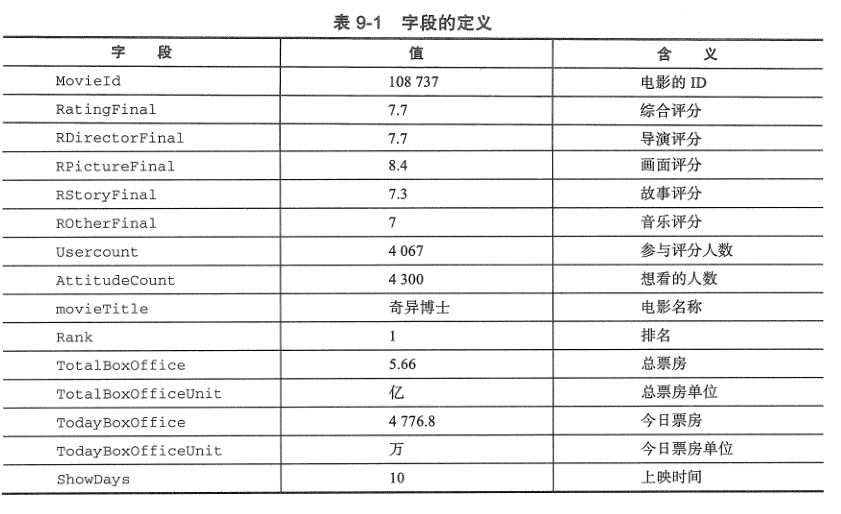 表 9-1 字段的定义
字 段 值 含 义
MovieId 108 737 电影的 ID
RatingFinal 7.7 综合评分
RDirectorFinal 7.7 导演评分
RPictureFinal 8.4 画面评分
RStoryFinal 7.3 故事评分
ROtherFinal 7 音乐评分
Usercount 4 067 参与评分人数
AttitudeCount 4 300 想看的人数
movieTitle 奇异博士 电影名称
Rank 1 排名
TotalBoxOffice 5.66 总票房
TotalBoxOfficeUnit 亿 总票房单位
TodayBoxOffice 4 776.8 今日票房
TodayBoxOfficeUnit 万 今日票房单位
ShowDays 10 上映时间